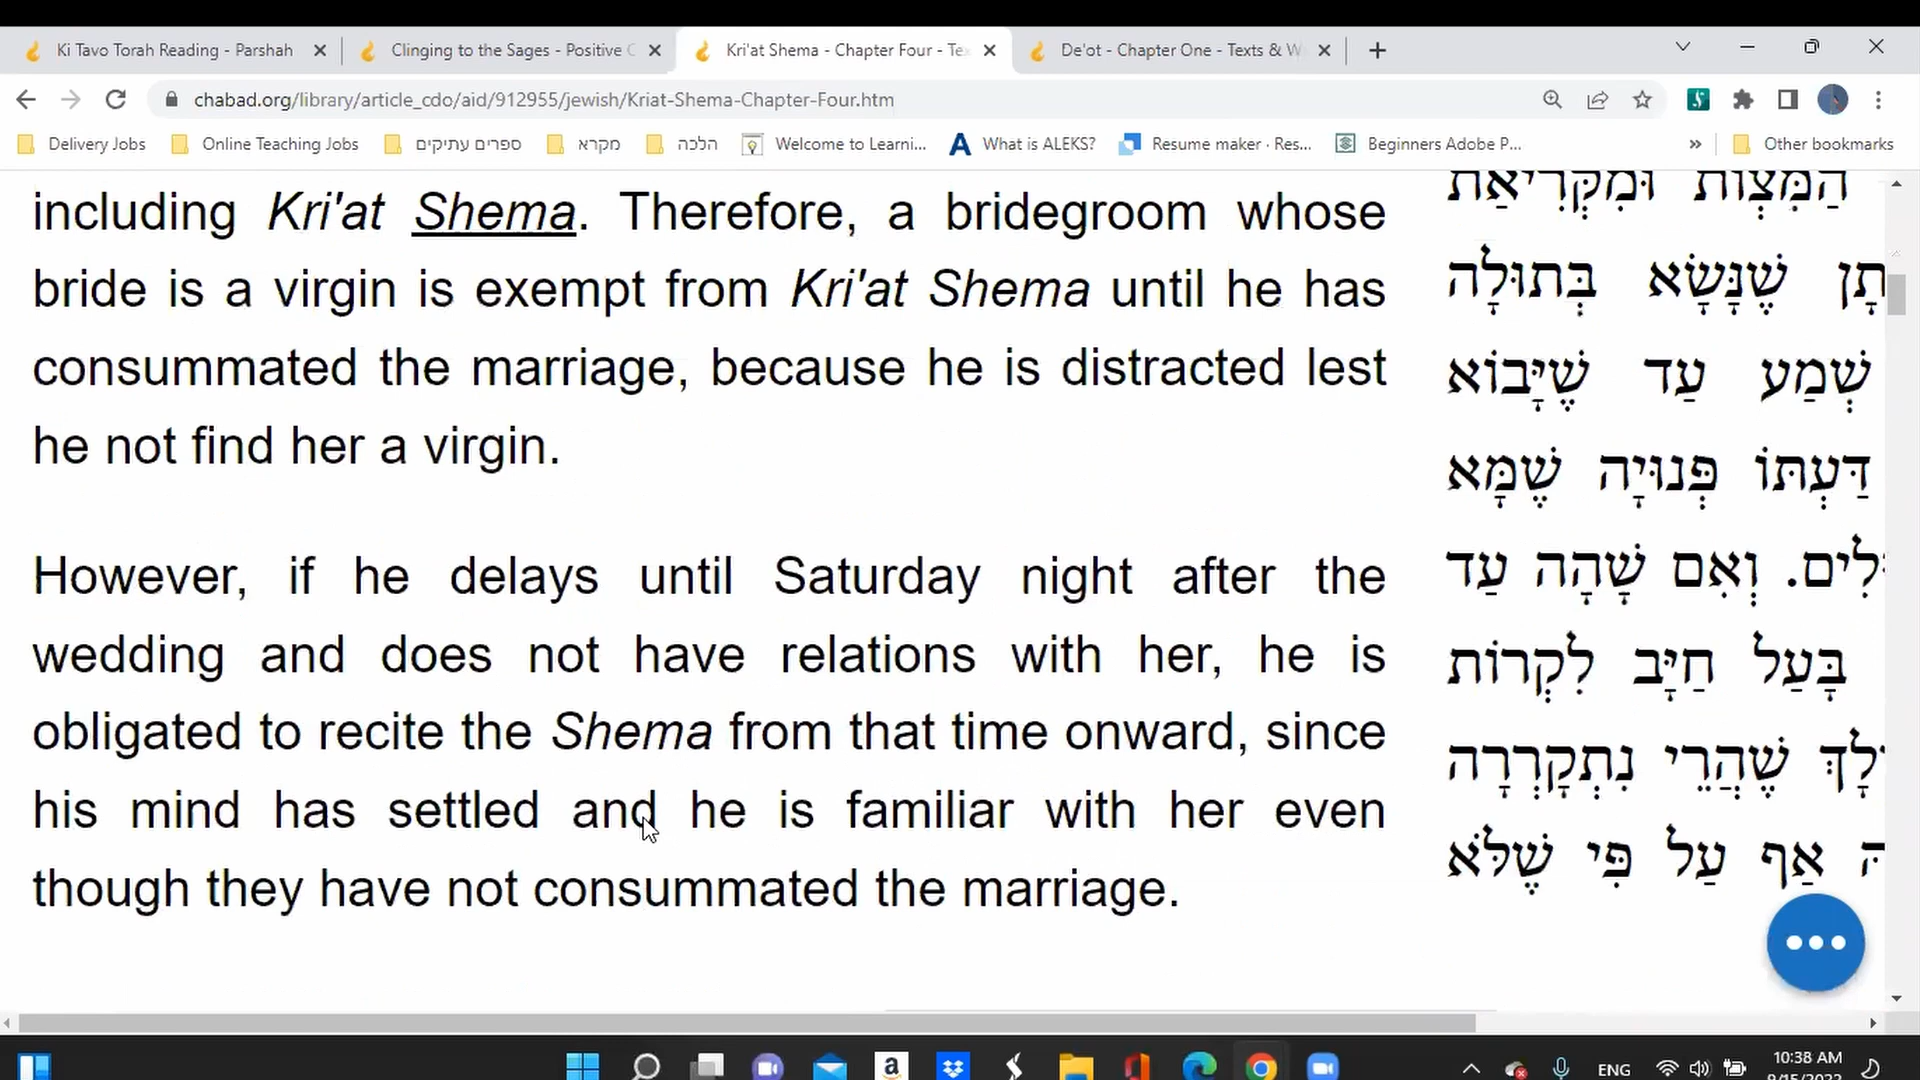 Ki Tavo Torah Reading - Parshah
Clinging to the Sages - Positive C
Kri'at Shema - Chapter Four - Tex
De'ot - Chapter One - Texts & W
chabad.org/library/article_cdo/aid/912955/jewish/Kriat-Shema-Chapter-Four.htm
Delivery Jobs
Online Teaching Jobs
ספרים עתיקים
מקרא
הלכה
Welcome to Learni...
What is ALEKS?
Resume maker · Res...
Beginners Adobe P...
»
Other bookmarks
including Kri'at Shema. Therefore, a bridegroom whose
bride is a virgin is exempt from Kri'at Shema until he has
consummated the marriage, because he is distracted lest
he not find her a virgin.
However, if he delays until Saturday night after the
wedding and does not have relations with her, he is
obligated to recite the Shema from that time onward, since
his mind has settled and he is familiar with her even
though they have not consummated the marriage.
הַמִּצְוֹת וּמִקְּרִיאַת
תָן שֶׁנָּשָׂא בְּתוּלָה
שְׁמַע עַד שֶׁיָּבוֹא
דַּעְתּוֹ פְּנוּיָה שֶׁמָּא
לִים. וְאִם שָׁהָה עַד
בָּעַל חַיָּב לִקְרוֹת
לָךְ שֶׁהֲרֵי נִתְקָרְרָה
הּ אַף עַל פִּי שֶׁלֹּא
ENG
10:38 AM
9/15/2022